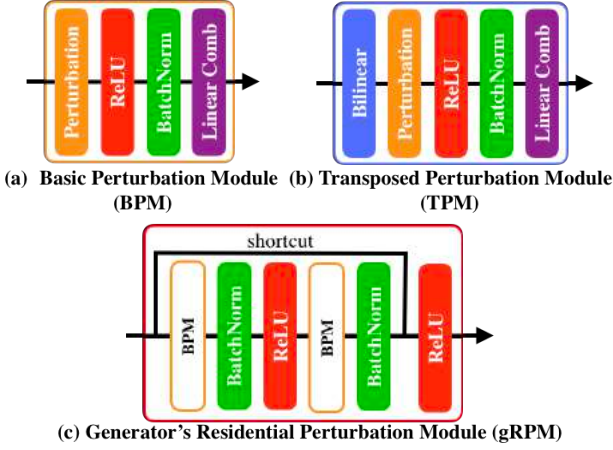 Perturbation
ReLU
BatchNorm
Linear Comb
Bilinear
Perturbation
ReLU
BatchNorm
Linear Comb
(a) Basic Perturbation Module
(BPM)
(b) Transposed Perturbation Module
(TPM)
shortcut
BPM
BatchNorm
ReLU
BPM
BatchNorm
ReLU
(c) Generator's Residential Perturbation Module (gRPM)